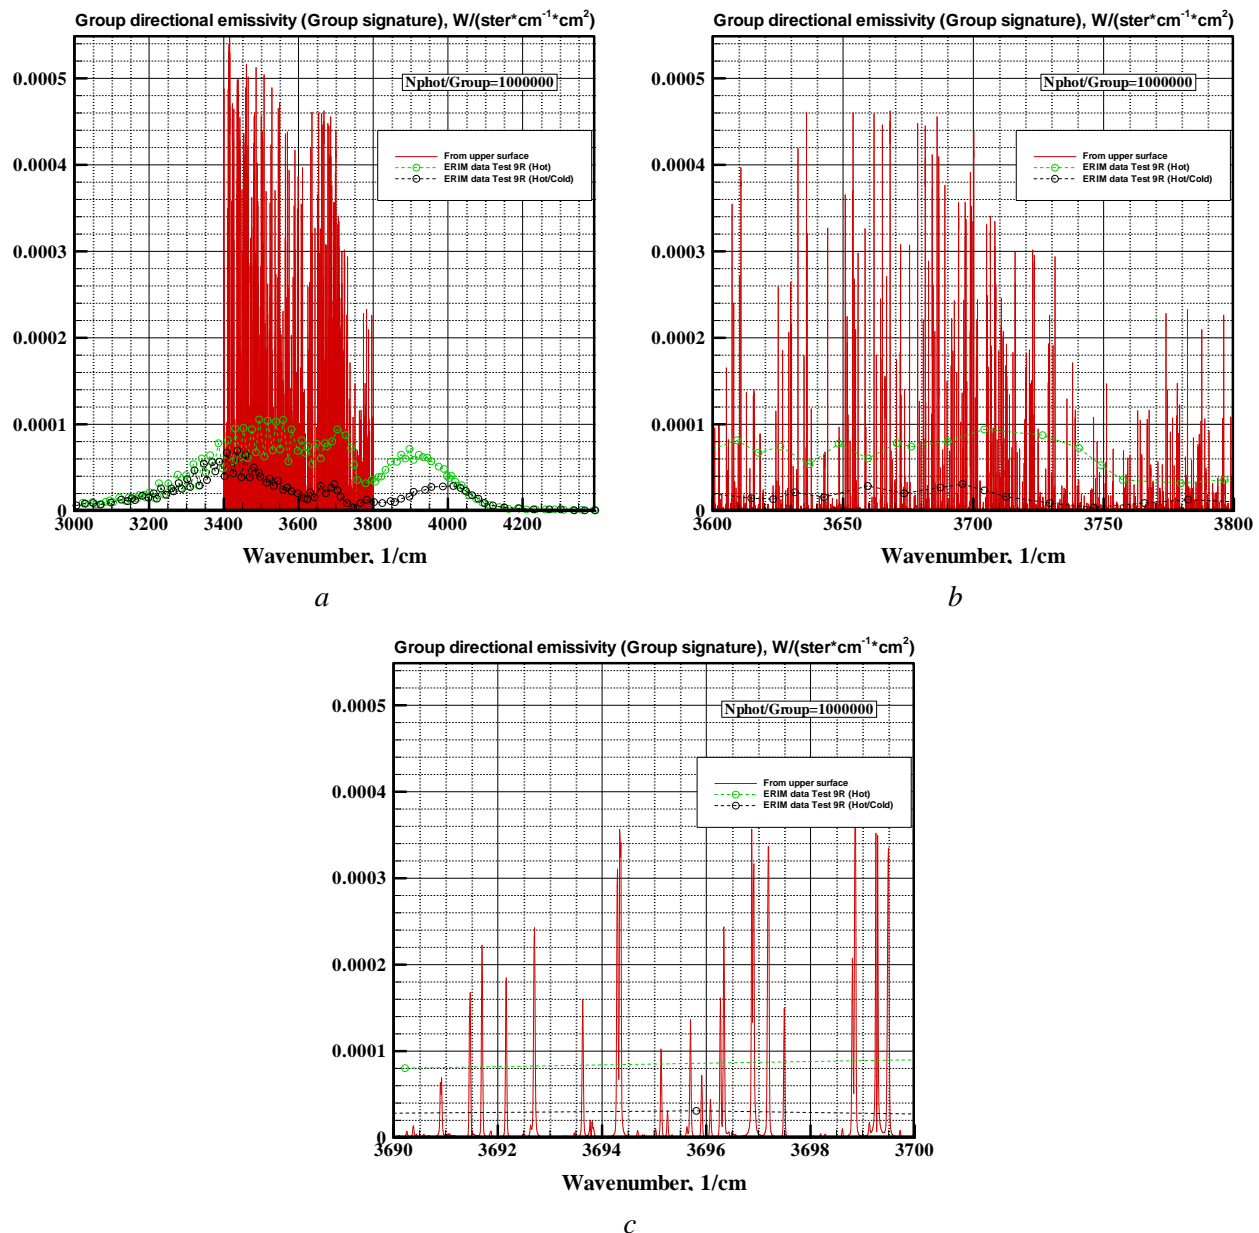 Group directional emissivity (Group signature), W/(ster*cm⁻¹*cm²)
Nphot/Group=1000000
From upper surface
ERIM data Test 9R (Hot)
ERIM data Test 9R (Hot/Cold)
0.0005
0.0004
0.0003
0.0002
0.0001
0
3000 3200 3400 3600 3800 4000 4200
Wavenumber, 1/cm
a
Group directional emissivity (Group signature), W/(ster*cm⁻¹*cm²)
Nphot/Group=1000000
From upper surface
ERIM data Test 9R (Hot)
ERIM data Test 9R (Hot/Cold)
0.0005
0.0004
0.0003
0.0002
0.0001
0
3600 3650 3700 3750 3800
Wavenumber, 1/cm
b
Group directional emissivity (Group signature), W/(ster*cm⁻¹*cm²)
Nphot/Group=1000000
From upper surface
ERIM data Test 9R (Hot)
ERIM data Test 9R (Hot/Cold)
0.0005
0.0004
0.0003
0.0002
0.0001
0
3690 3692 3694 3696 3698 3700
Wavenumber, 1/cm
c